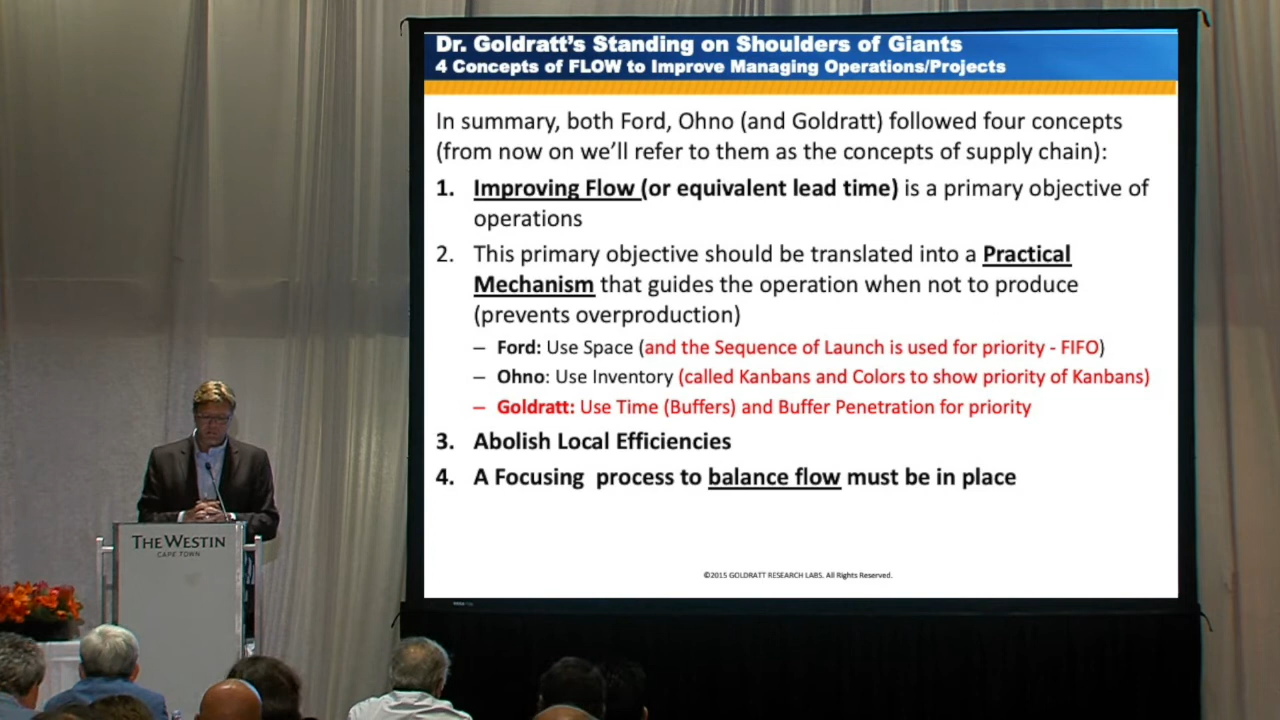 Dr. Goldratt's Standing on Shoulders of Giants
4 Concepts of FLOW to Improve Managing Operations/Projects
In summary, both Ford, Ohno (and Goldratt) followed four concepts
(from now on we'll refer to them as the concepts of supply chain):
1. Improving Flow (or equivalent lead time) is a primary objective of
operations
2. This primary objective should be translated into a Practical
Mechanism that guides the operation when not to produce
(prevents overproduction)
– Ford: Use Space (and the Sequence of Launch is used for priority - FIFO)
– Ohno: Use Inventory (called Kanbans and Colors to show priority of Kanbans)
– Goldratt: Use Time (Buffers) and Buffer Penetration for priority
3. Abolish Local Efficiencies
4. A Focusing  process to balance flow must be in place
©2015 GOLDRATT RESEARCH LABS. All Rights Reserved.
THE WESTIN
CAPE TOWN